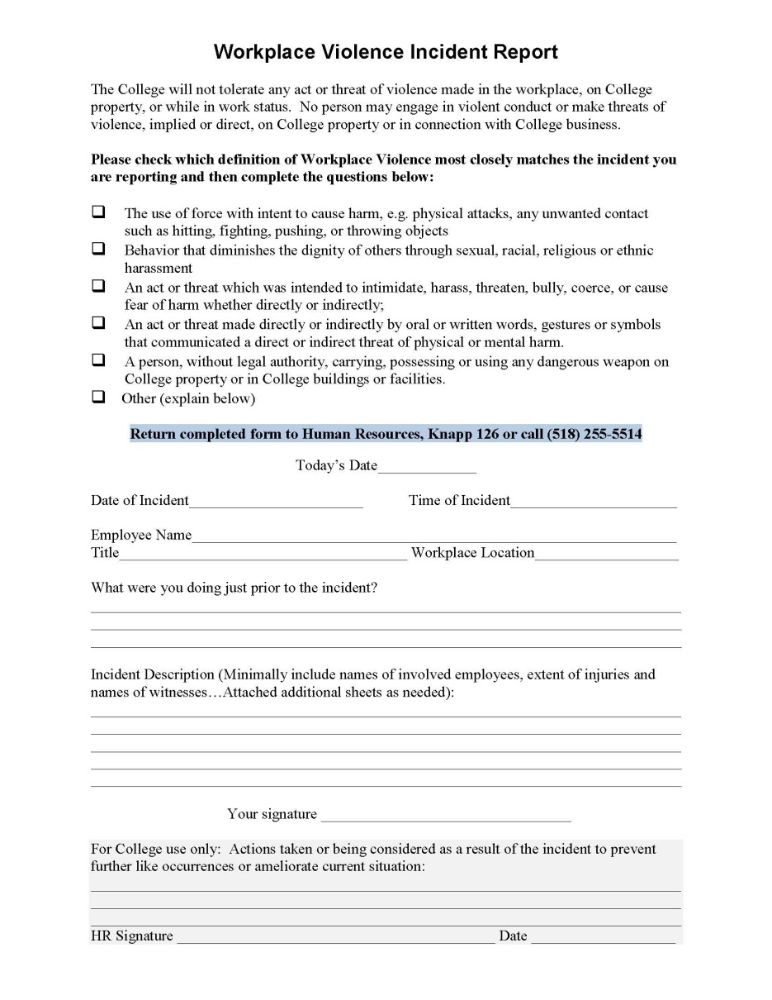 Workplace Violence Incident Report
The College will not tolerate any act or threat of violence made in the workplace, on College
property, or while in work status.  No person may engage in violent conduct or make threats of
violence, implied or direct, on College property or in connection with College business.
Please check which definition of Workplace Violence most closely matches the incident you
are reporting and then complete the questions below:
❑ The use of force with intent to cause harm, e.g. physical attacks, any unwanted contact
such as hitting, fighting, pushing, or throwing objects
❑ Behavior that diminishes the dignity of others through sexual, racial, religious or ethnic
harassment
❑ An act or threat which was intended to intimidate, harass, threaten, bully, coerce, or cause
fear of harm whether directly or indirectly;
❑ An act or threat made directly or indirectly by oral or written words, gestures or symbols
that communicated a direct or indirect threat of physical or mental harm.
❑ A person, without legal authority, carrying, possessing or using any dangerous weapon on
College property or in College buildings or facilities.
❑ Other (explain below)
Return completed form to Human Resources, Knapp 126 or call (518) 255-5514
Today’s Date____________
Date of Incident_____________________ Time of Incident____________________
Employee Name___________________________________________________________
Title___________________________________ Workplace Location_________________
What were you doing just prior to the incident?
Incident Description (Minimally include names of involved employees, extent of injuries and
names of witnesses…Attached additional sheets as needed):
Your signature ______________________________
For College use only:  Actions taken or being considered as a result of the incident to prevent
further like occurrences or ameliorate current situation:
HR Signature ______________________________________ Date _________________